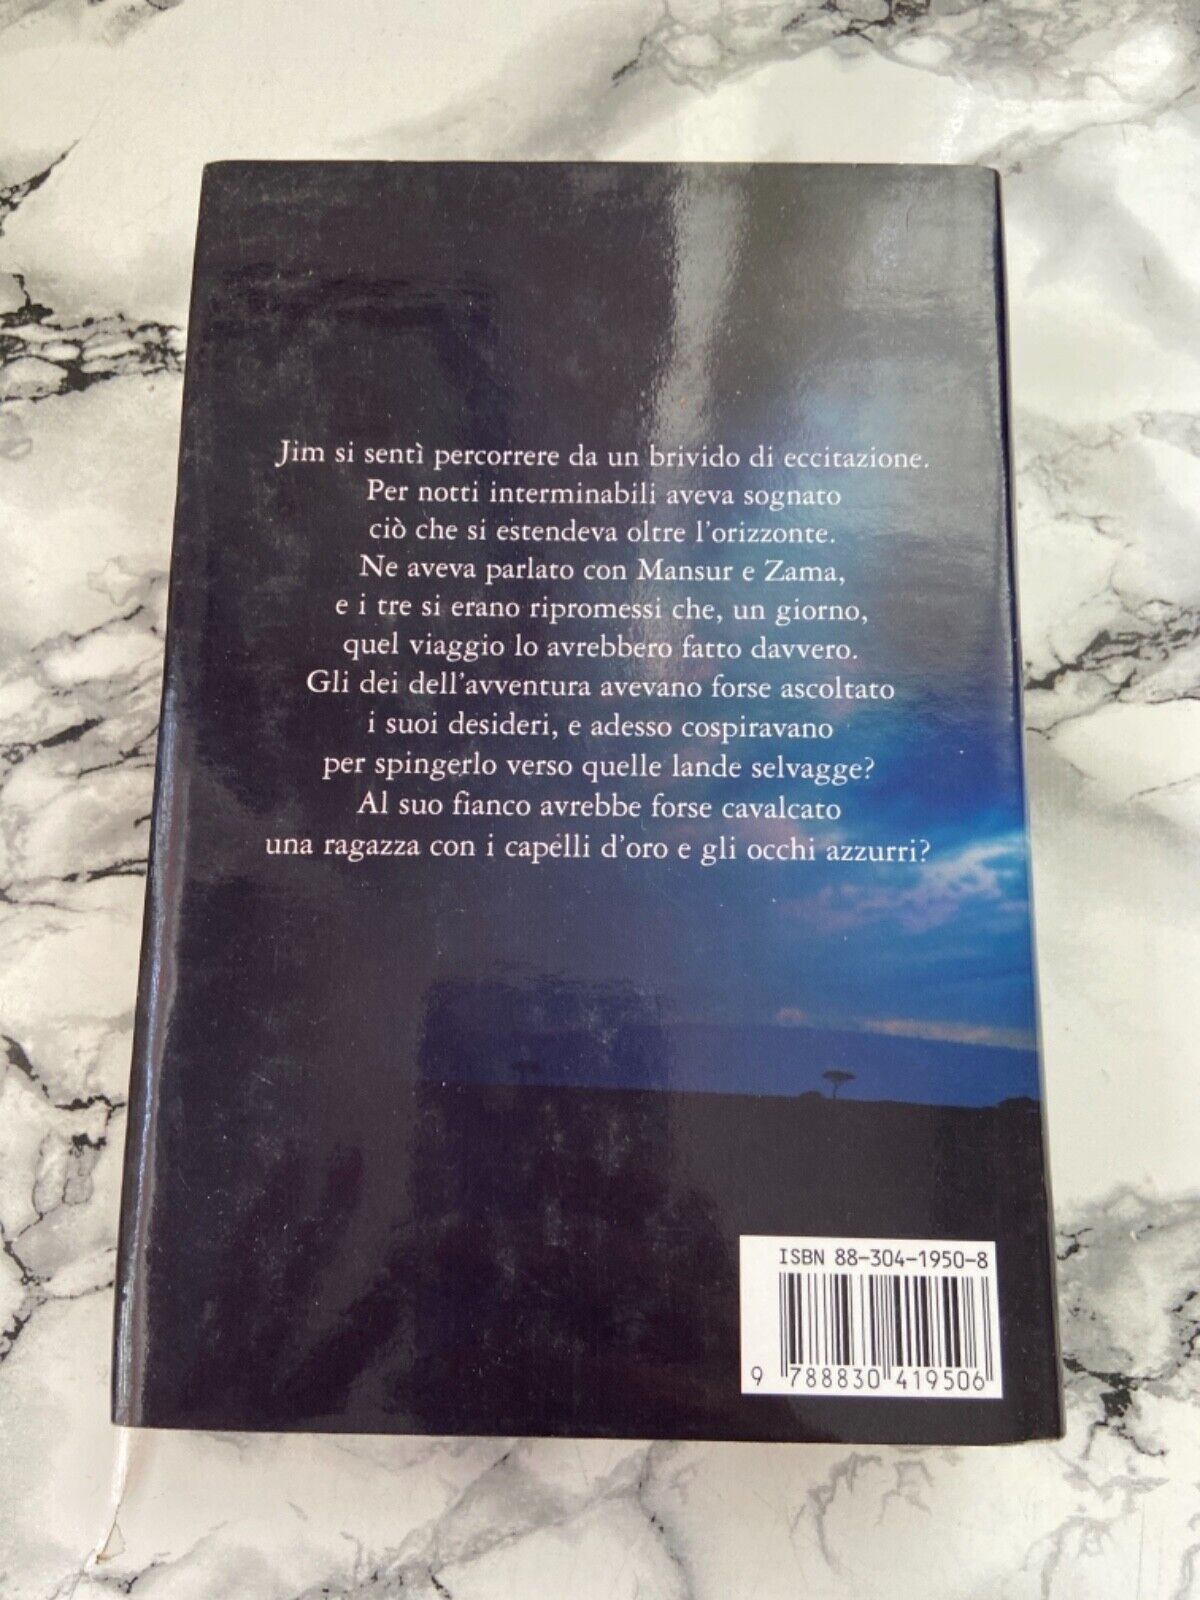 Jim si sentì percorrere da un brivido di eccitazione.
Per notti interminabili aveva sognato
ciò che si estendeva oltre l'orizzonte.
Ne aveva parlato con Mansur e Zama,
e i tre si erano ripromessi che, un giorno,
quel viaggio lo avrebbero fatto davvero.
Gli dei dell'avventura avevano forse ascoltato
i suoi desideri, e adesso cospiravano
per spingerlo verso quelle lande selvagge?
Al suo fianco avrebbe forse cavalcato
una ragazza con i capelli d'oro e gli occhi azzurri?
ISBN 88-304-1950-8
9 788830 419506